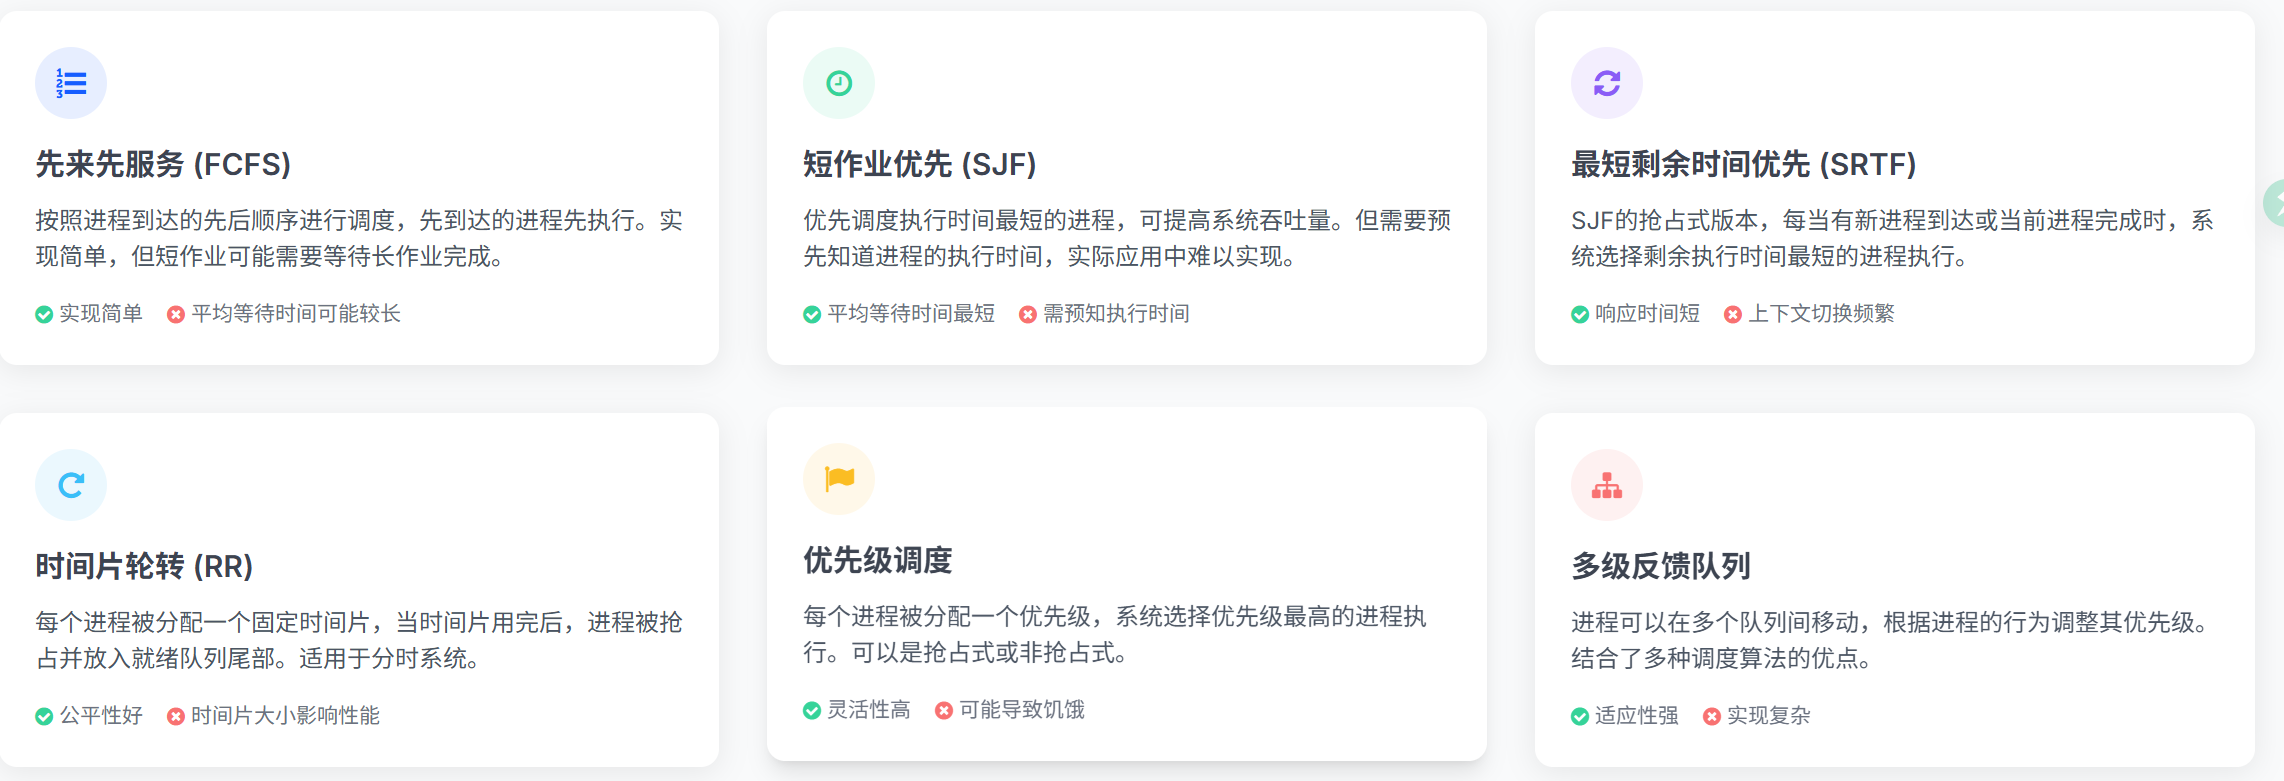 先来先服务 (FCFS)
按照进程到达的先后顺序进行调度，先到达的进程先执行。实
现简单，但短作业可能需要等待长作业完成。
实现简单 平均等待时间可能较长
短作业优先 (SJF)
优先调度执行时间最短的进程，可提高系统吞吐量。但需要预
先知道进程的执行时间，实际应用中难以实现。
平均等待时间最短 需预知执行时间
最短剩余时间优先 (SRTF)
SJF的抢占式版本，每当有新进程到达或当前进程完成时，系
统选择剩余执行时间最短的进程执行。
响应时间短 上下文切换频繁
时间片轮转 (RR)
每个进程被分配一个固定时间片，当时间片用完后，进程被抢
占并放入就绪队列尾部。适用于分时系统。
公平性好 时间片大小影响性能
优先级调度
每个进程被分配一个优先级，系统选择优先级最高的进程执
行。可以是抢占式或非抢占式。
灵活性高 可能导致饥饿
多级反馈队列
进程可以在多个队列间移动，根据进程的行为调整其优先级。
结合了多种调度算法的优点。
适应性强 实现复杂